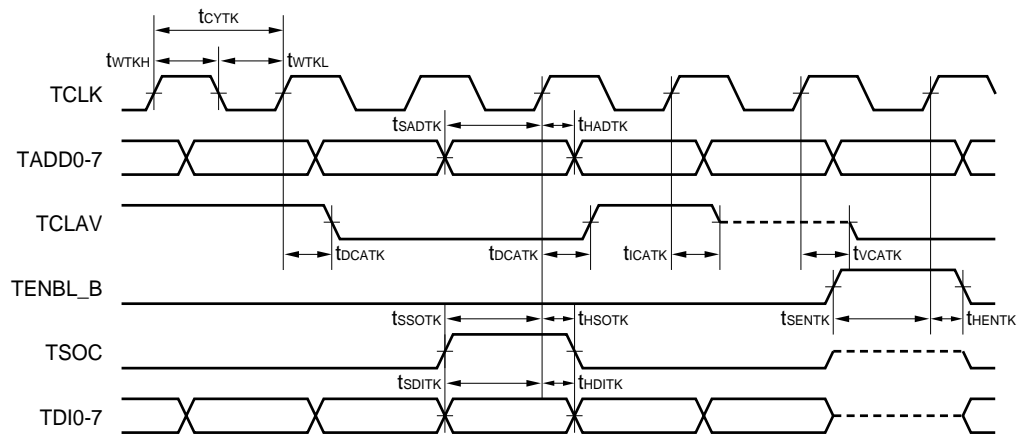 tCYTK
tWTKH
tWTKL
TCLK
tSADTK
tHADTK
TADD0-7
TCLAV
tDCATK
tDCATK
tICATK
tVCATK
TENBL_B
tSSOTK
tHSOTK
tSENTK
tHENTK
TSOC
tSDITK
tHDITK
TDI0-7